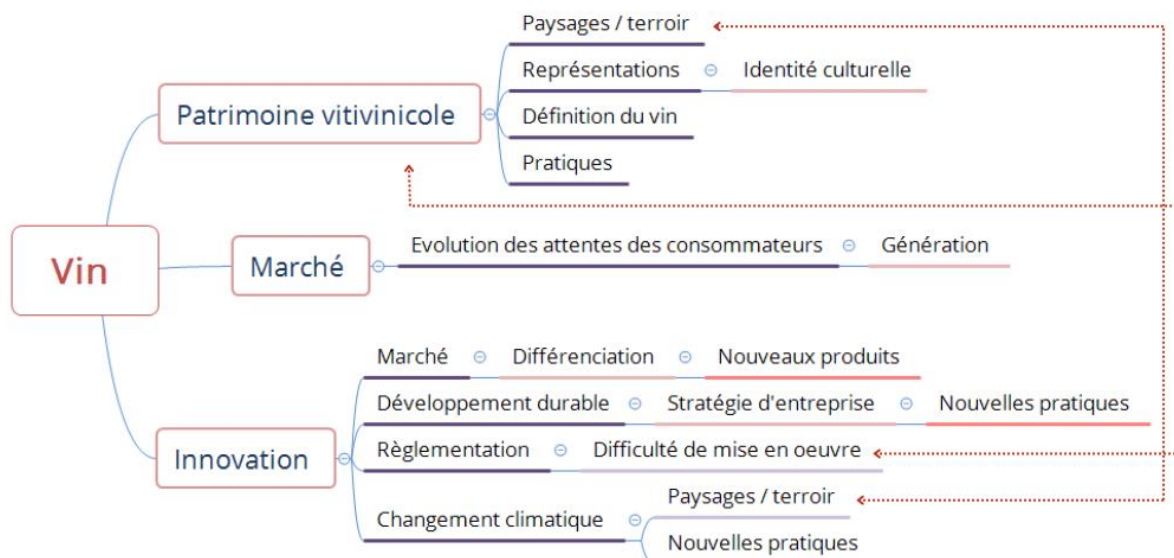 Paysages / terroir
Représentations
Identité culturelle
Patrimoine vitivinicole
Définition du vin
Pratiques
Vin
Marché
Evolution des attentes des consommateurs
Génération
Marché
Différenciation
Nouveaux produits
Développement durable
Stratégie d'entreprise
Nouvelles pratiques
Innovation
Règlementation
Difficulté de mise en oeuvre
Changement climatique
Paysages / terroir
Nouvelles pratiques